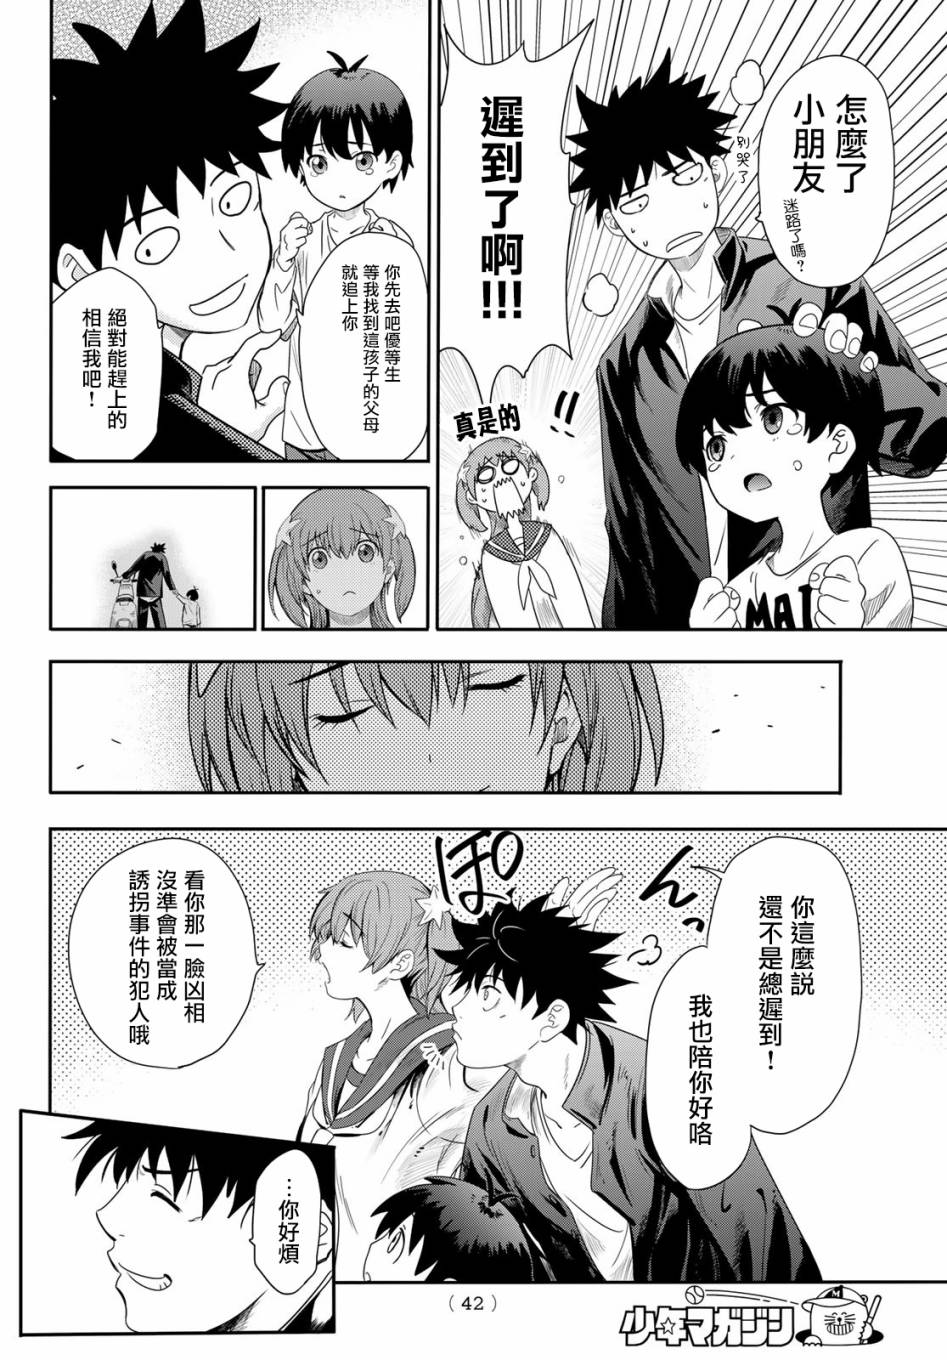 怎麼了
小朋友
迷路了嗎？
別哭了
遲到了啊!!!
!!
真是的
你先去吧優等生
等我找到這孩子的父母
就追上你
絕對能趕上的
相信我吧！
你這麼說
還不是總遲到！
我也陪你好咯
ぽん
看你那一臉凶相
沒準會被當成
誘拐事件的犯人哦
…你好煩
MAI
（42）
少年マガジン
M